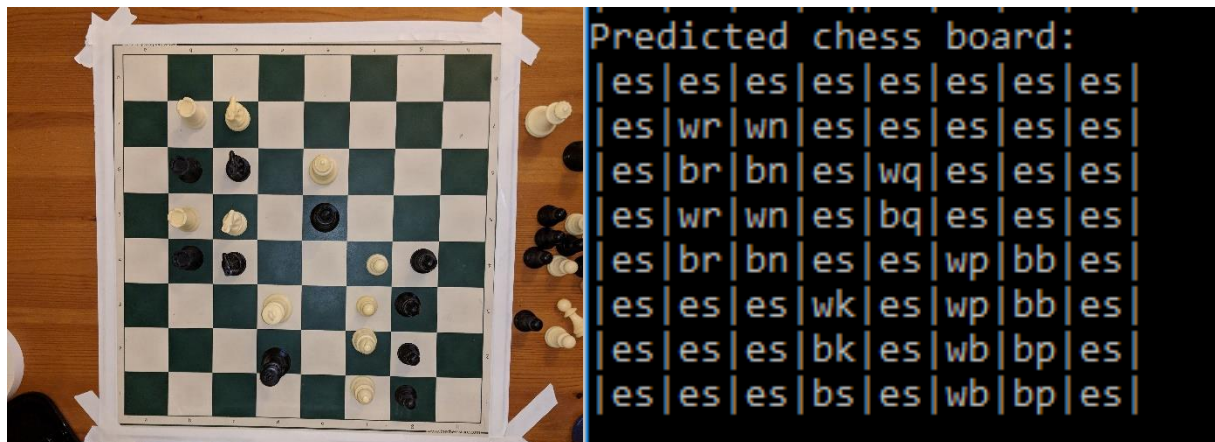 Predicted chess board:
|es|es|es|es|es|es|es|es|
|es|wr|wn|es|es|es|es|es|
|es|br|bn|es|wq|es|es|es|
|es|wr|wn|es|bq|es|es|es|
|es|br|bn|es|es|wp|bb|es|
|es|es|es|wk|es|wp|bb|es|
|es|es|es|bk|es|wb|bp|es|
|es|es|es|bs|es|wb|bp|es|